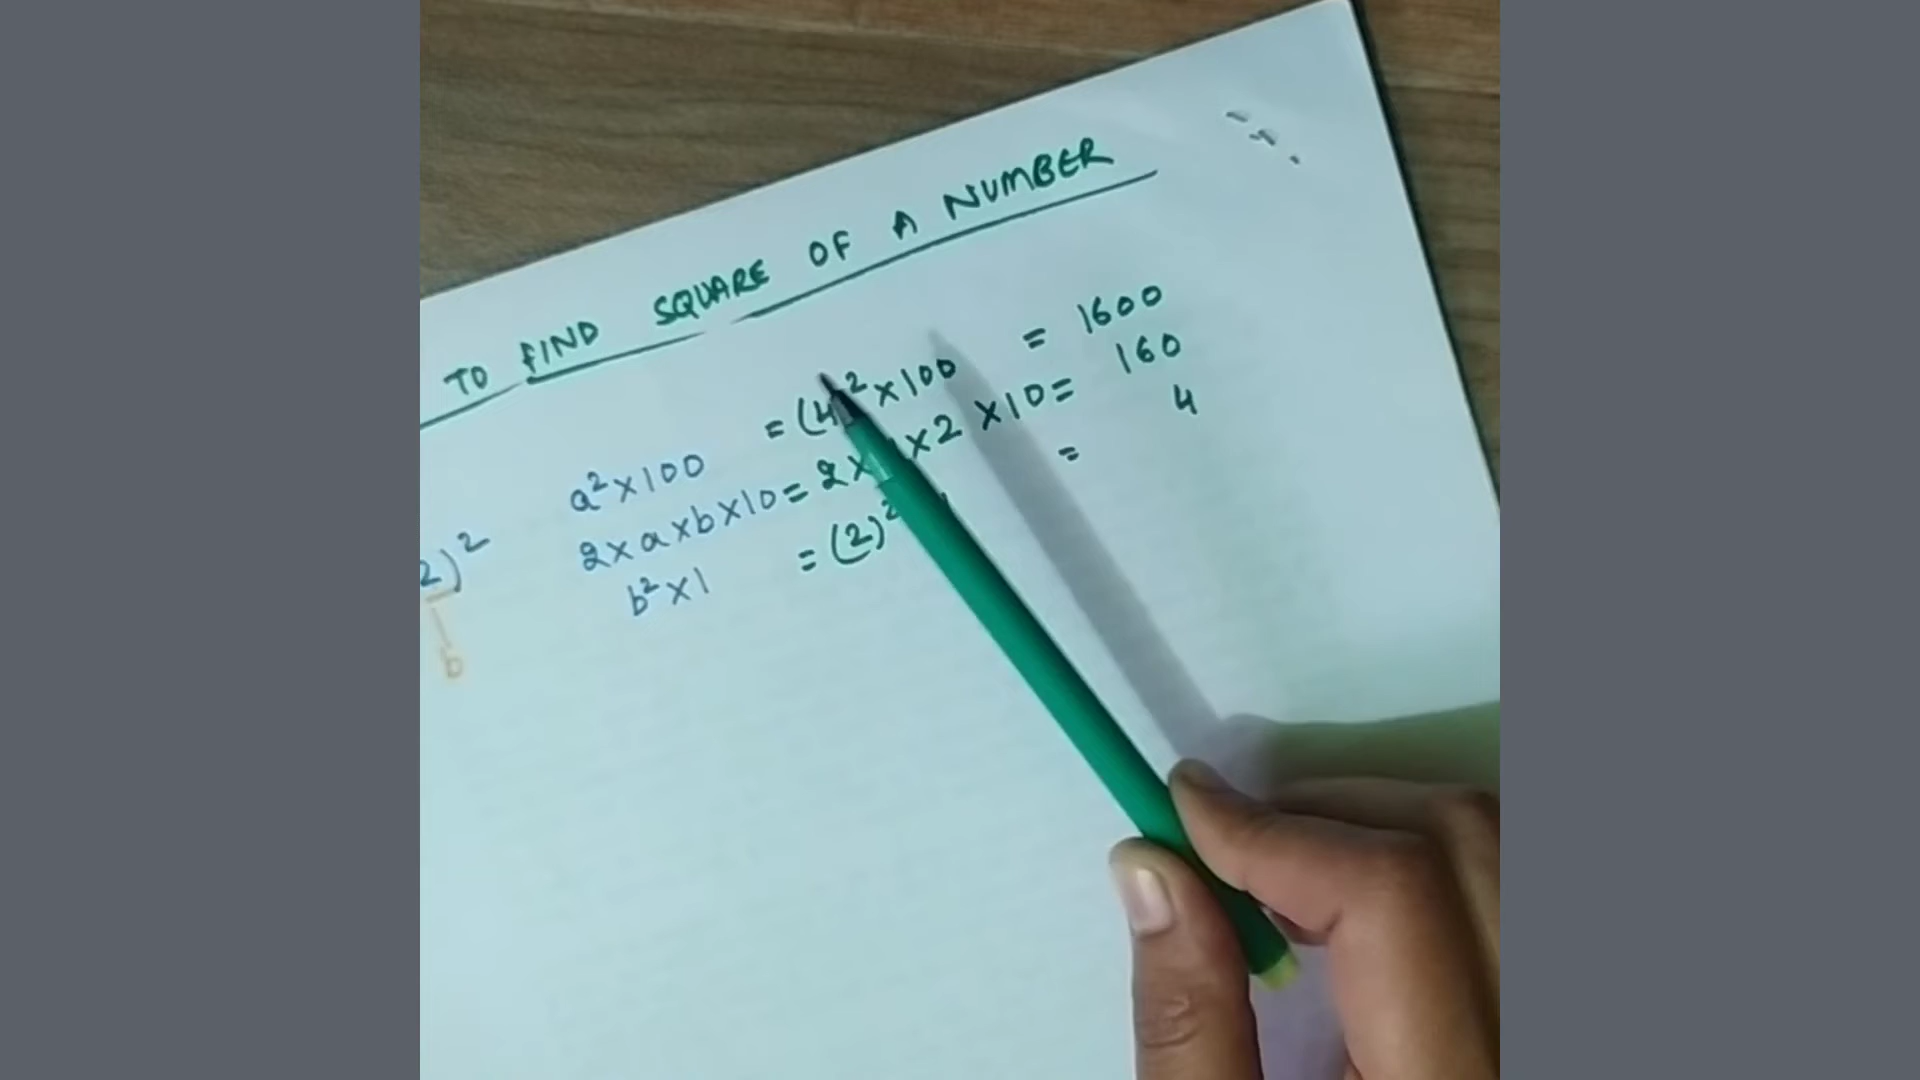 TO FIND SQUARE OF A NUMBER
a² × 100 = (4)² × 100 = 1600
2 × a × b × 10 = 2 × × 2 × 10 = 160
b² × 1 = (2)² = 4
2)²
b